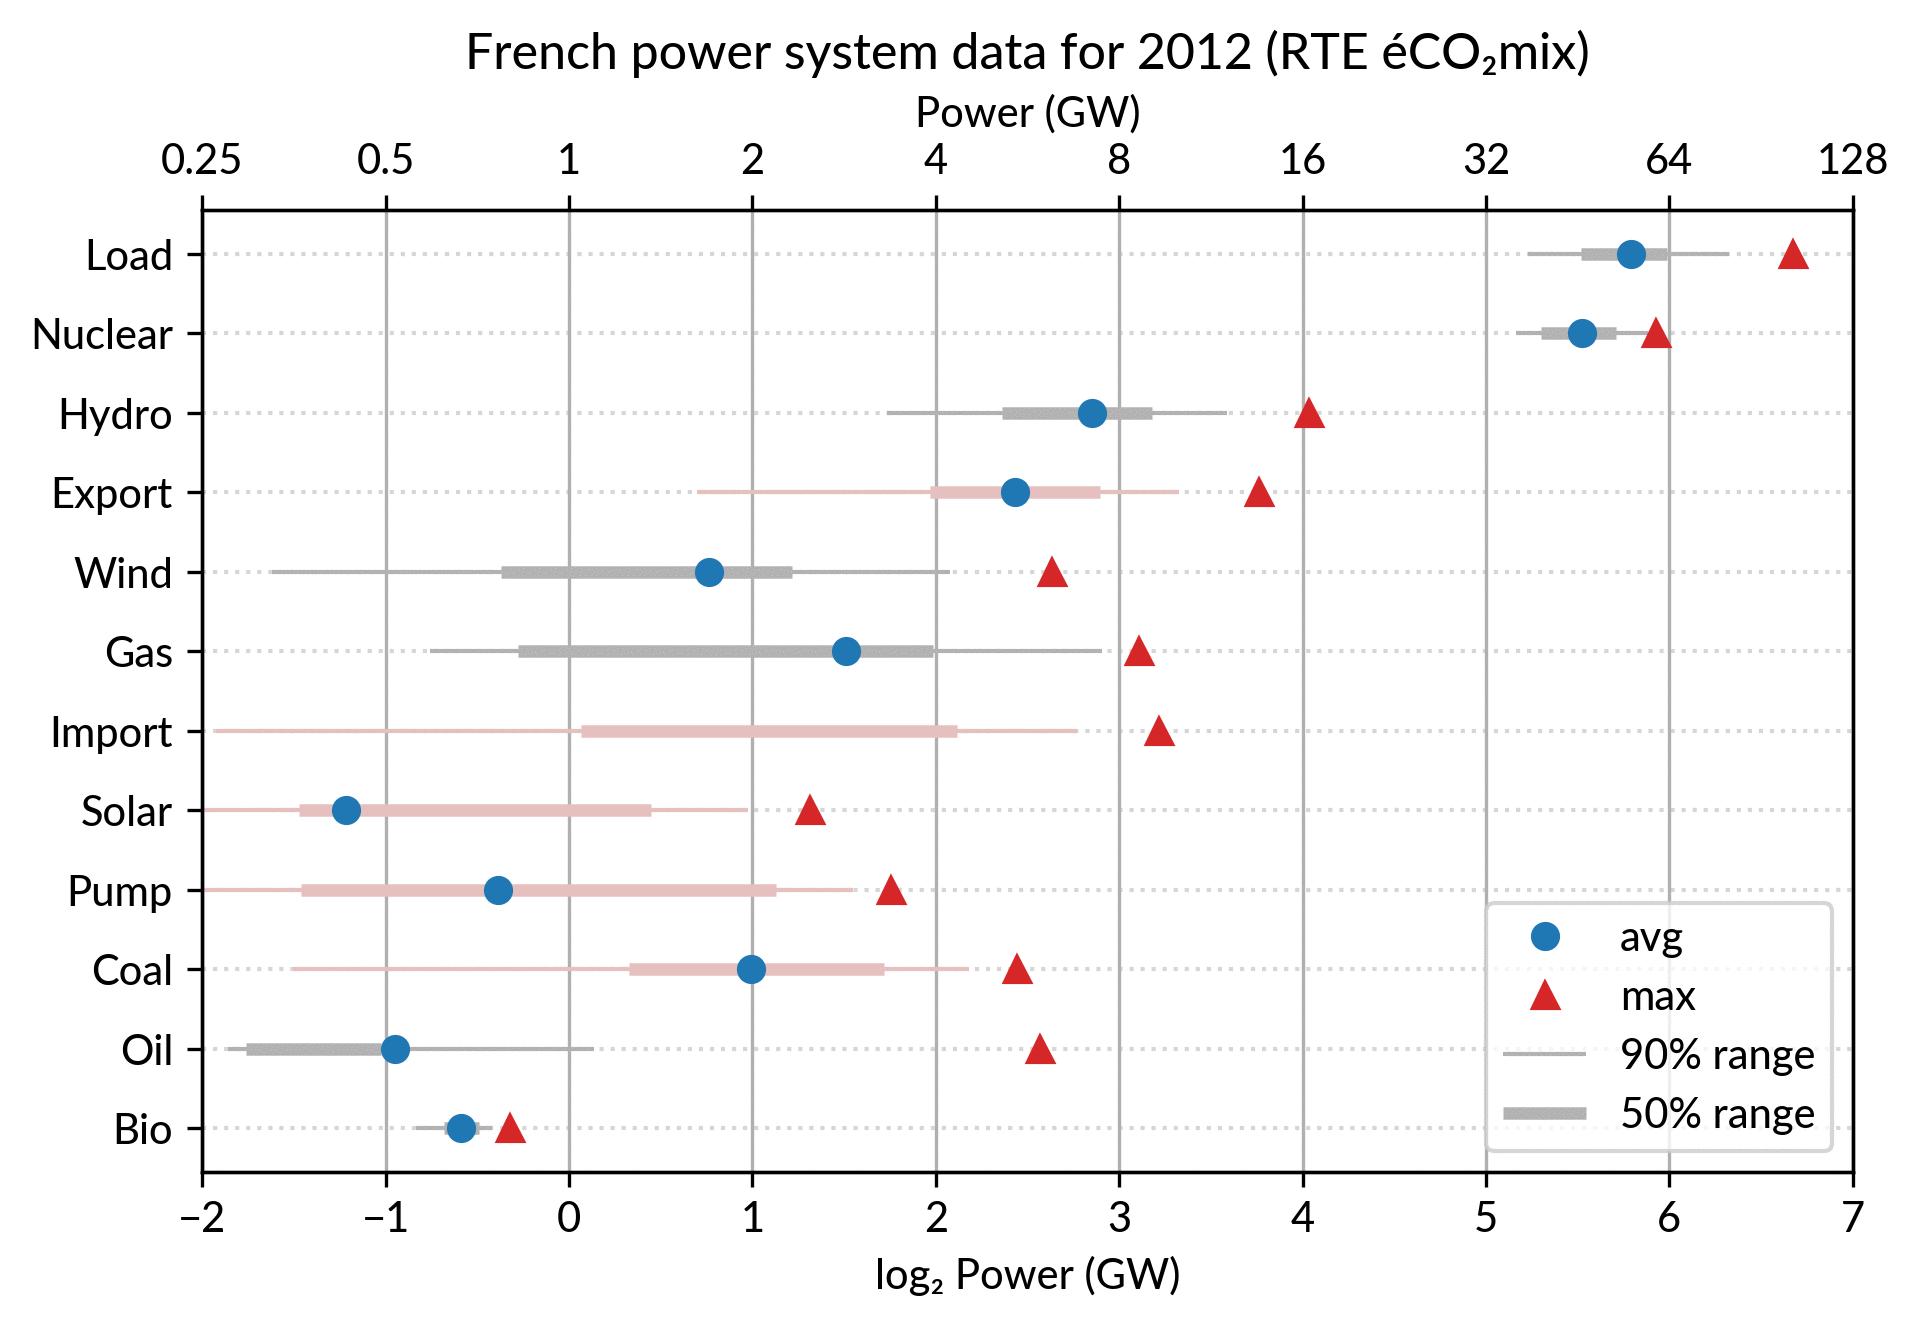 French power system data for 2012 (RTE éCO₂mix)
Power (GW)
0.25 0.5 1 2 4 8 16 32 64 128
Load
Nuclear
Hydro
Export
Wind
Gas
Import
Solar
Pump
Coal
Oil
Bio
avg
max
90% range
50% range
−2 −1 0 1 2 3 4 5 6 7
log₂ Power (GW)